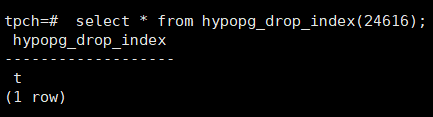 tpch=#  select * from hypopg_drop_index(24616);
 hypopg_drop_index
-------------------
 t
(1 row)